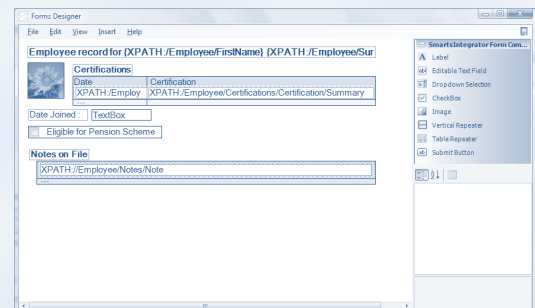 Forms Designer
File Edit View Insert Help
Employee record for {XPATH:/Employee/FirstName} {XPATH:/Employee/Sur
Certifications
Date Certification
XPATH:/Employ XPATH:/Employee/Certifications/Certification/Summary
...
Date Joined : TextBox
Eligible for Pension Scheme
Notes on File
XPATH://Employee/Notes/Note
...
SmartsIntegrator Form Com...
A Label
ab Editable Text Field
Dropdown Selection
CheckBox
Image
Vertical Repeater
Table Repeater
ab Submit Button